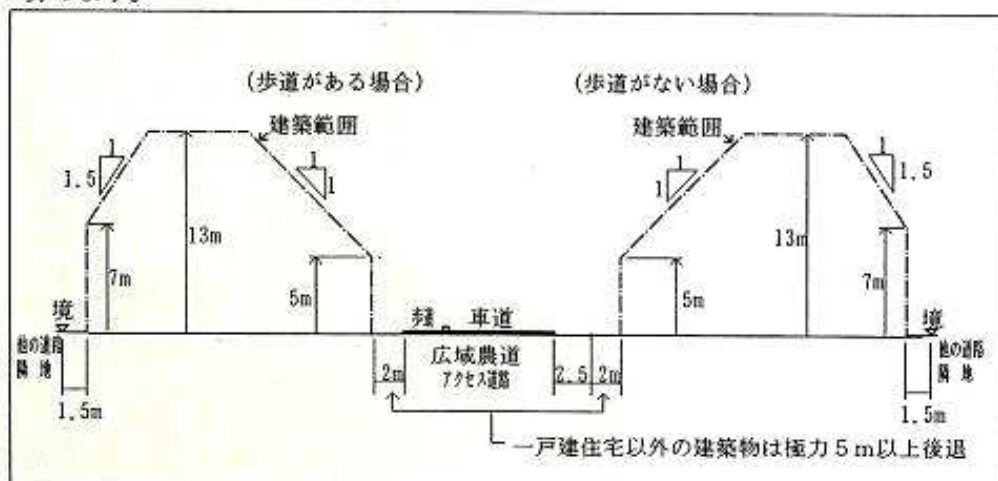 (歩道がある場合)
(歩道がない場合)
建築範囲
建築範囲
1
1.5
1
1
1
1
1
1.5
13m
7m
5m
13m
7m
5m
境
歩道
車道
境
他の道路
隣地
広域農道
アクセス道路
2m
2.5
2m
他の道路
隣地
1.5m
1.5m
一戸建住宅以外の建築物は極力5m以上後退